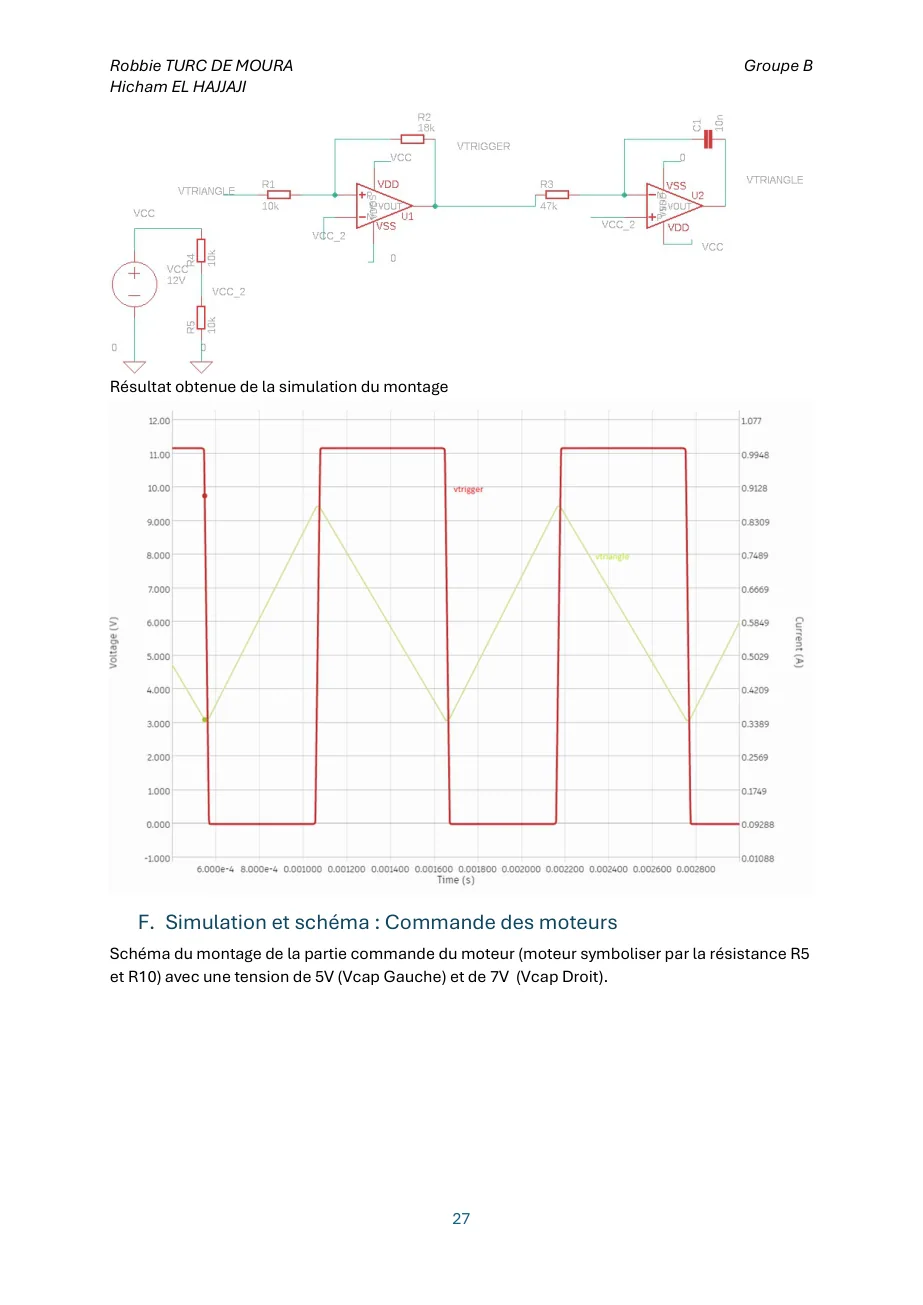 Robbie TURC DE MOURA
Groupe B
Hicham EL HAJJAJI
R2
18k
VTRIGGER
VCC
VTRIANGLE
R1
10k
VDD
VOUT
U1
VSS
VCC_2
0
C1
10n
0
VTRIANGLE
R3
47k
VSS
U2
VOUT
VCC_2
VDD
VCC
VCC
VCC
12V
R4
10k
VCC_2
R5
10k
0
0
Résultat obtenue de la simulation du montage
12.00
11.00
10.00
9.000
8.000
7.000
6.000
5.000
4.000
3.000
2.000
1.000
0.000
-1.000
Voltage (V)
vtrigger
vtriangle
1.077
0.9948
0.9128
0.8309
0.7489
0.6669
0.5849
0.5029
0.4209
0.3389
0.2569
0.1749
0.09288
0.01088
Current (A)
6.000e-4 8.000e-4 0.001000 0.001200 0.001400 0.001600 0.001800 0.002000 0.002200 0.002400 0.002600 0.002800
Time (s)
F. Simulation et schéma : Commande des moteurs
Schéma du montage de la partie commande du moteur (moteur symboliser par la résistance R5
et R10) avec une tension de 5V (Vcap Gauche) et de 7V (Vcap Droit).
27